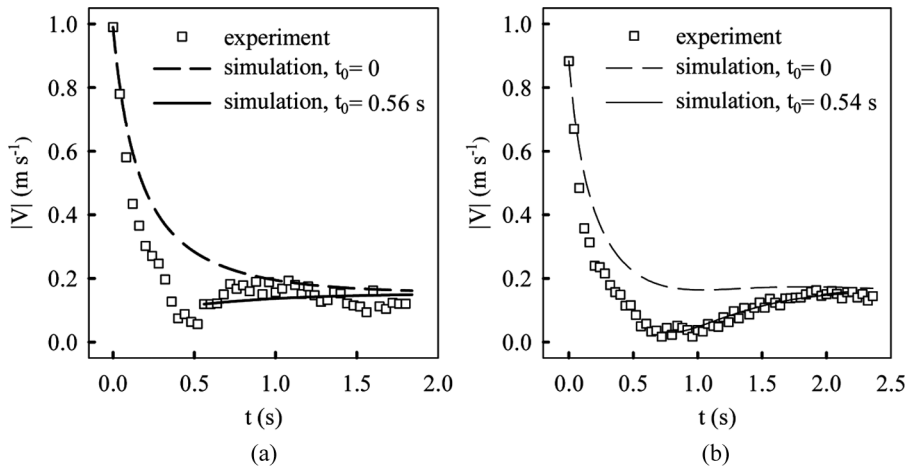 experiment
simulation, t₀= 0
simulation, t₀= 0.56 s
|V| (m s⁻¹)
1.0
0.8
0.6
0.4
0.2
0.0
0.0 0.5 1.0 1.5 2.0
t (s)
(a)
experiment
simulation, t₀= 0
simulation, t₀= 0.54 s
|V| (m s⁻¹)
1.0
0.8
0.6
0.4
0.2
0.0
0.0 0.5 1.0 1.5 2.0 2.5
t (s)
(b)